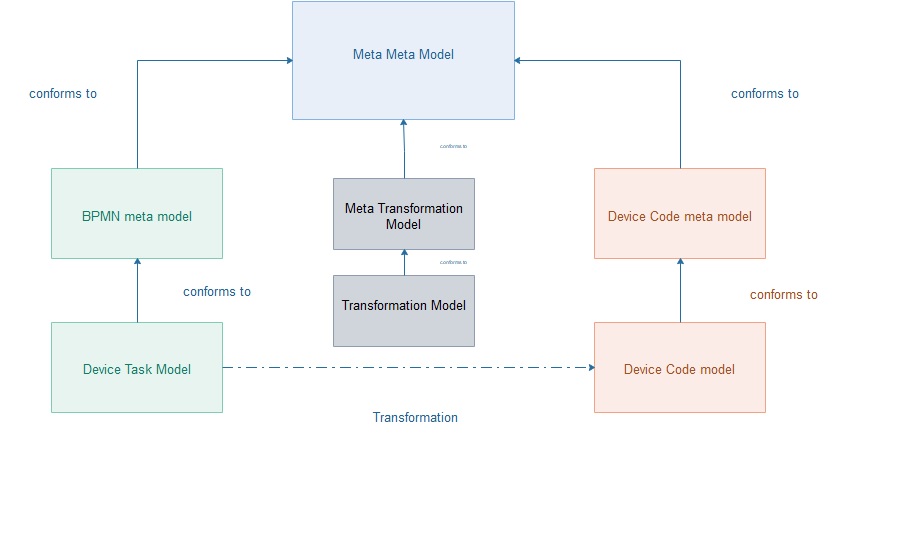 Meta Meta Model
conforms to
conforms to
conforms to
BPMN meta model
Meta Transformation
Model
Device Code meta model
conforms to
conforms to
conforms to
Transformation Model
Device Task Model
Device Code model
Transformation